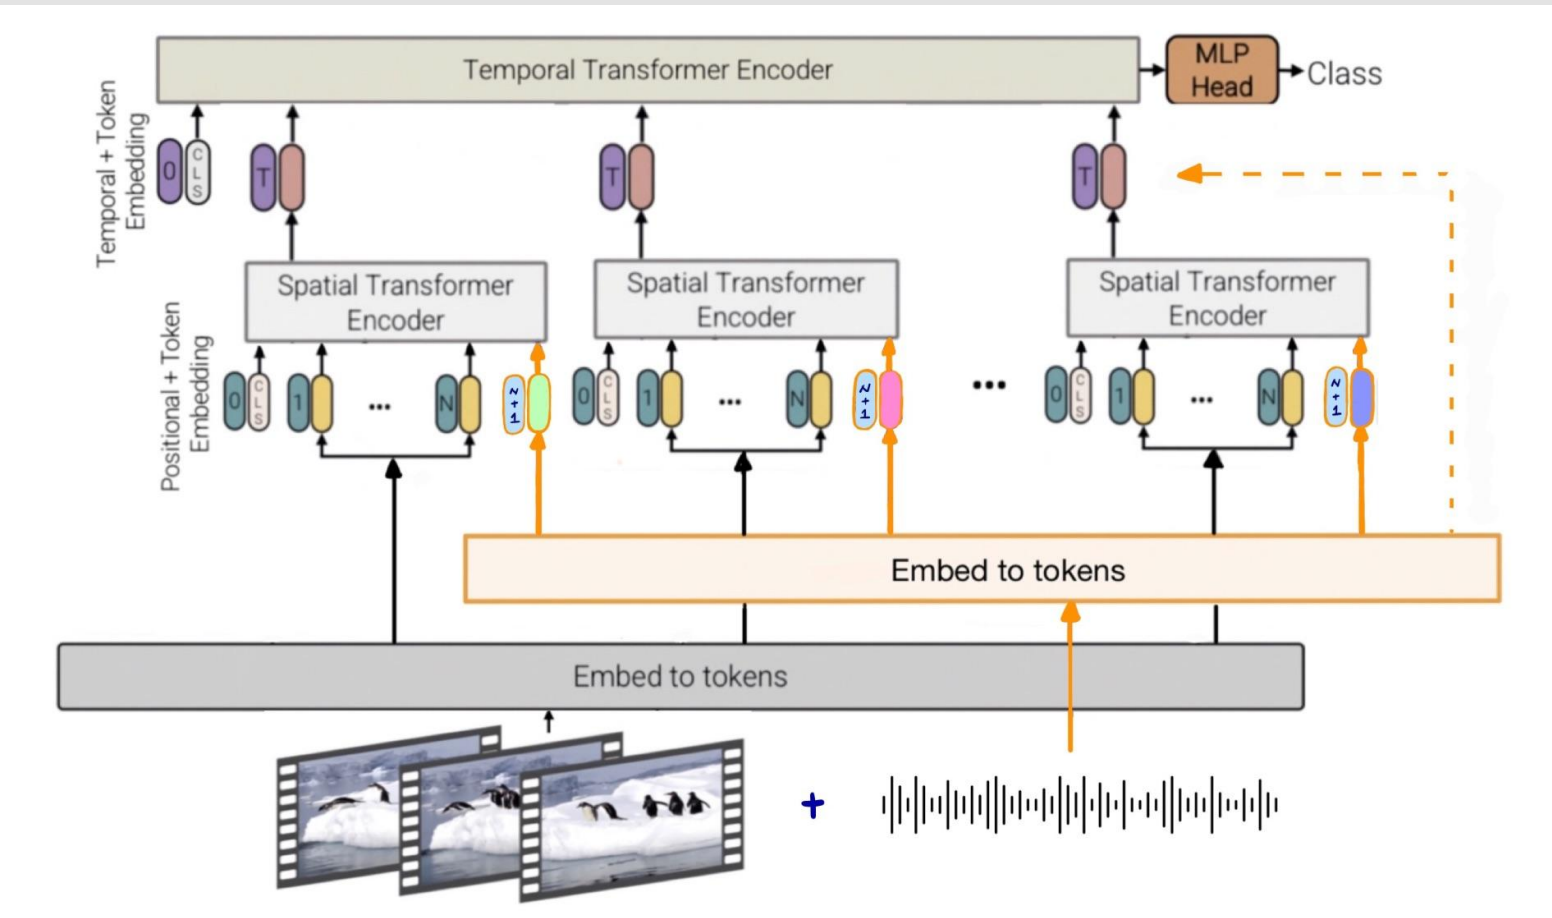 Temporal Transformer Encoder
MLP
Head
Class
Temporal + Token
Embedding
0 CLS
T
T
T
Spatial Transformer
Encoder
Spatial Transformer
Encoder
Spatial Transformer
Encoder
Positional + Token
Embedding
0 CLS 1 ... N N+1
0 CLS 1 ... N N+1
...
0 CLS 1 ... N N+1
Embed to tokens
Embed to tokens
+